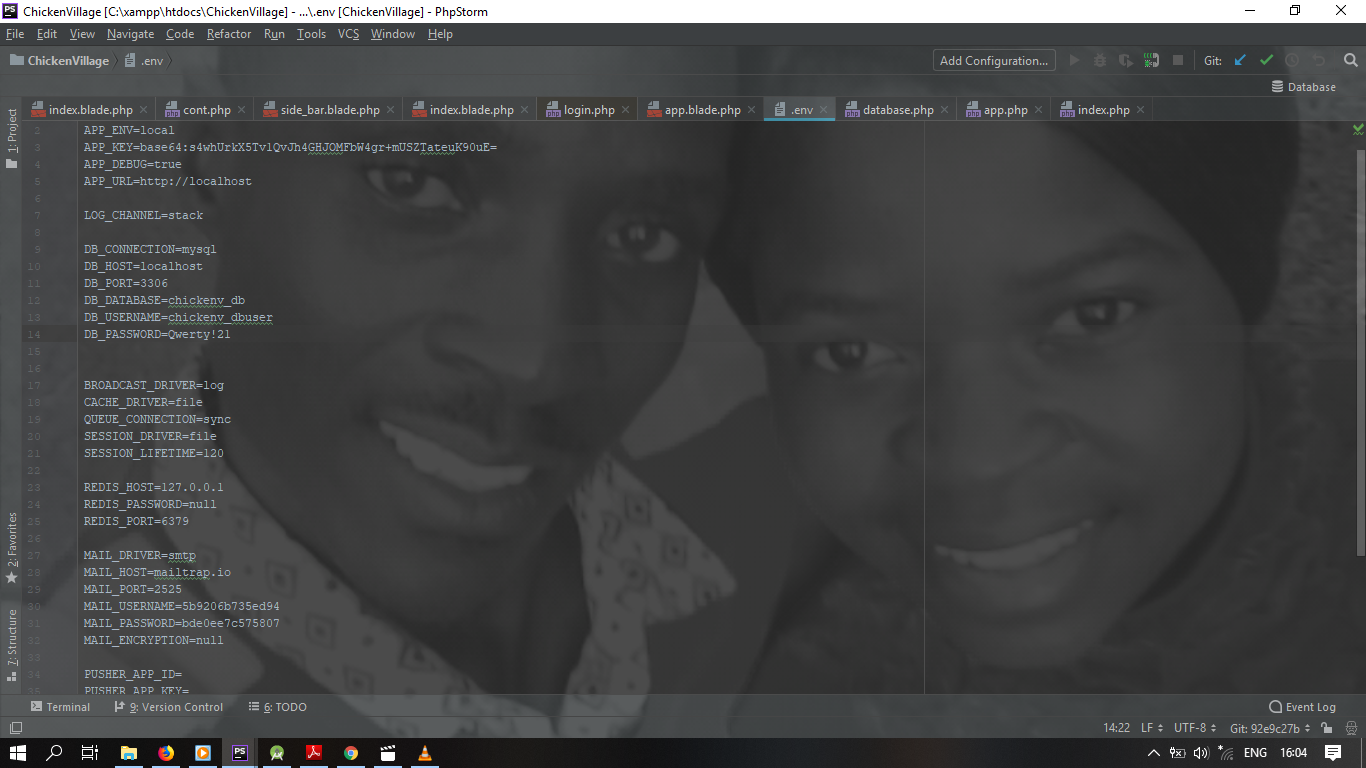 ChickenVillage [C:\xampp\htdocs\ChickenVillage] - ...\.env [ChickenVillage] - PhpStorm
File Edit View Navigate Code Refactor Run Tools VCS Window Help
ChickenVillage .env Add Configuration... Git:
Database
index.blade.php cont.php side_bar.blade.php index.blade.php login.php app.blade.php .env database.php app.php index.php
1: Project
2 APP_ENV=local
3 APP_KEY=base64:s4whUrkX5Tv1QvJh4GHJOMFbW4gr+mUSZTateuK90uE=
4 APP_DEBUG=true
5 APP_URL=http://localhost
6
7 LOG_CHANNEL=stack
8
9 DB_CONNECTION=mysql
10 DB_HOST=localhost
11 DB_PORT=3306
12 DB_DATABASE=chickenv_db
13 DB_USERNAME=chickenv_dbuser
14 DB_PASSWORD=Qwerty!21
15
16
17 BROADCAST_DRIVER=log
18 CACHE_DRIVER=file
19 QUEUE_CONNECTION=sync
20 SESSION_DRIVER=file
21 SESSION_LIFETIME=120
22
23 REDIS_HOST=127.0.0.1
24 REDIS_PASSWORD=null
25 REDIS_PORT=6379
26
27 MAIL_DRIVER=smtp
28 MAIL_HOST=mailtrap.io
29 MAIL_PORT=2525
30 MAIL_USERNAME=5b9206b735ed94
31 MAIL_PASSWORD=bde0ee7c575807
32 MAIL_ENCRYPTION=null
33
34 PUSHER_APP_ID=
35 PUSHER_APP_KEY=
2: Favorites
7: Structure
Terminal 9: Version Control 6: TODO Event Log
14:22 LF UTF-8 Git: 92e9c27b
ENG 16:04